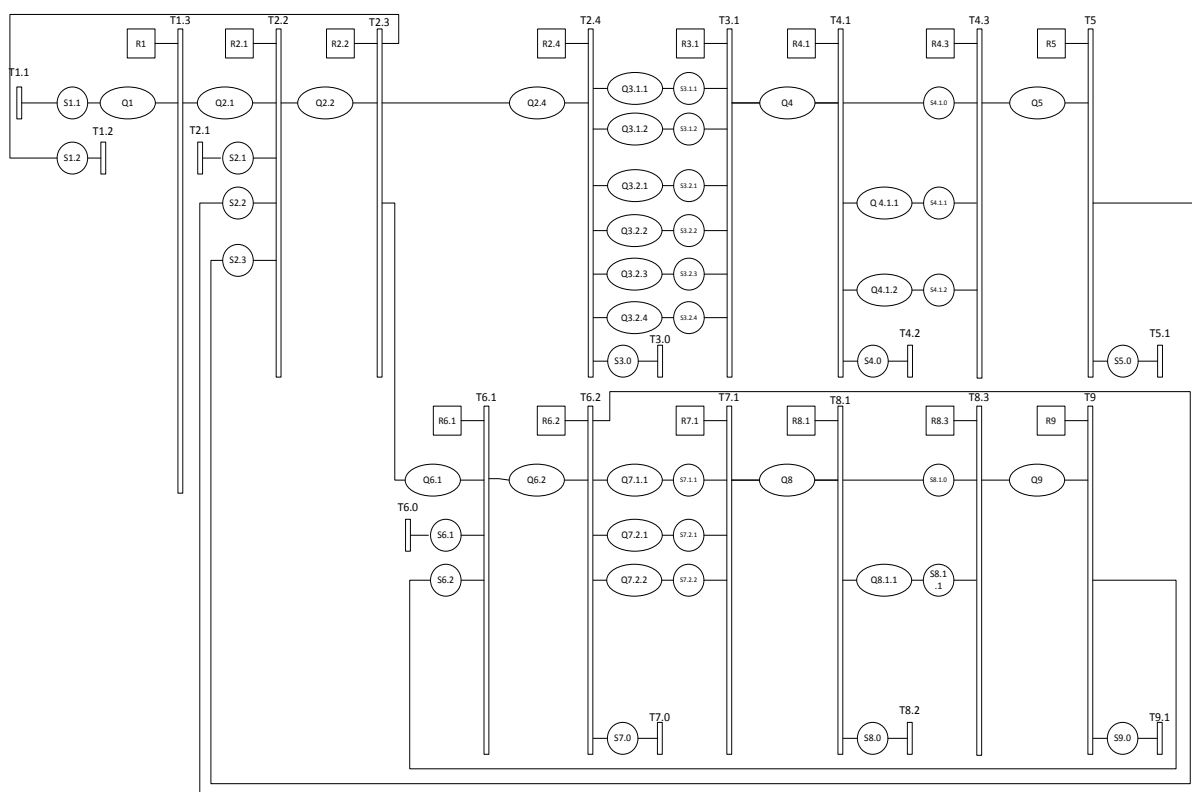 T1.3
T2.2
T2.3
T2.4
T3.1
T4.1
T4.3
T5
R1
R2.1
R2.2
R2.4
R3.1
R4.1
R4.3
R5
T1.1
S1.1
Q1
Q2.1
Q2.2
Q2.4
Q3.1.1
S3.1.1
Q4
S4.1.0
Q5
Q3.1.2
S3.1.2
T1.2
T2.1
S1.2
S2.1
Q3.2.1
S3.2.1
S2.2
Q 4.1.1
S4.1.1
Q3.2.2
S3.2.2
S2.3
Q3.2.3
S3.2.3
Q4.1.2
S4.1.2
Q3.2.4
S3.2.4
T3.0
T4.2
T5.1
S3.0
S4.0
S5.0
T6.1
T6.2
T7.1
T8.1
T8.3
T9
R6.1
R6.2
R7.1
R8.1
R8.3
R9
Q6.1
Q6.2
Q7.1.1
S7.1.1
Q8
S8.1.0
Q9
T6.0
S6.1
Q7.2.1
S7.2.1
S6.2
Q7.2.2
S7.2.2
Q8.1.1
S8.1
.1
T7.0
T8.2
T9.1
S7.0
S8.0
S9.0